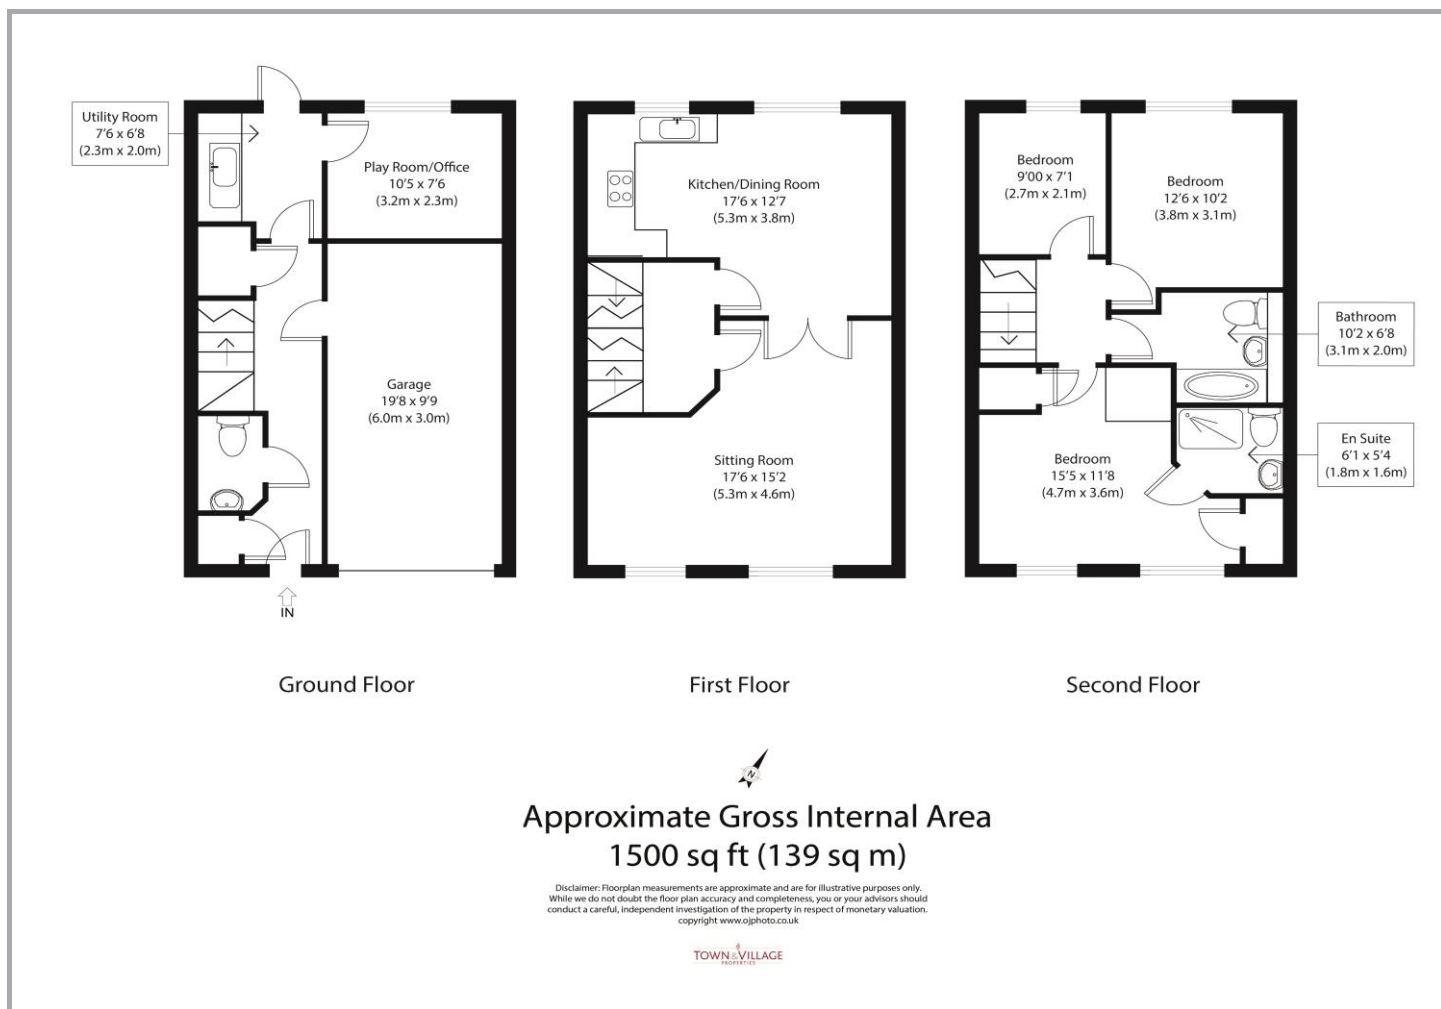 Utility Room
7'6 x 6'8
(2.3m x 2.0m)
Play Room/Office
10'5 x 7'6
(3.2m x 2.3m)
Garage
19'8 x 9'9
(6.0m x 3.0m)
IN
Ground Floor
Kitchen/Dining Room
17'6 x 12'7
(5.3m x 3.8m)
Sitting Room
17'6 x 15'2
(5.3m x 4.6m)
First Floor
Bedroom
9'00 x 7'1
(2.7m x 2.1m)
Bedroom
12'6 x 10'2
(3.8m x 3.1m)
Bathroom
10'2 x 6'8
(3.1m x 2.0m)
En Suite
6'1 x 5'4
(1.8m x 1.6m)
Bedroom
15'5 x 11'8
(4.7m x 3.6m)
Second Floor
N
Approximate Gross Internal Area
1500 sq ft (139 sq m)
Disclaimer: Floorplan measurements are approximate and are for illustrative purposes only.
While we do not doubt the floor plan accuracy and completeness, you or your advisors should
conduct a careful, independent investigation of the property in respect of monetary valuation.
copyright www.ojphoto.co.uk
TOWN&VILLAGE
PROPERTIES